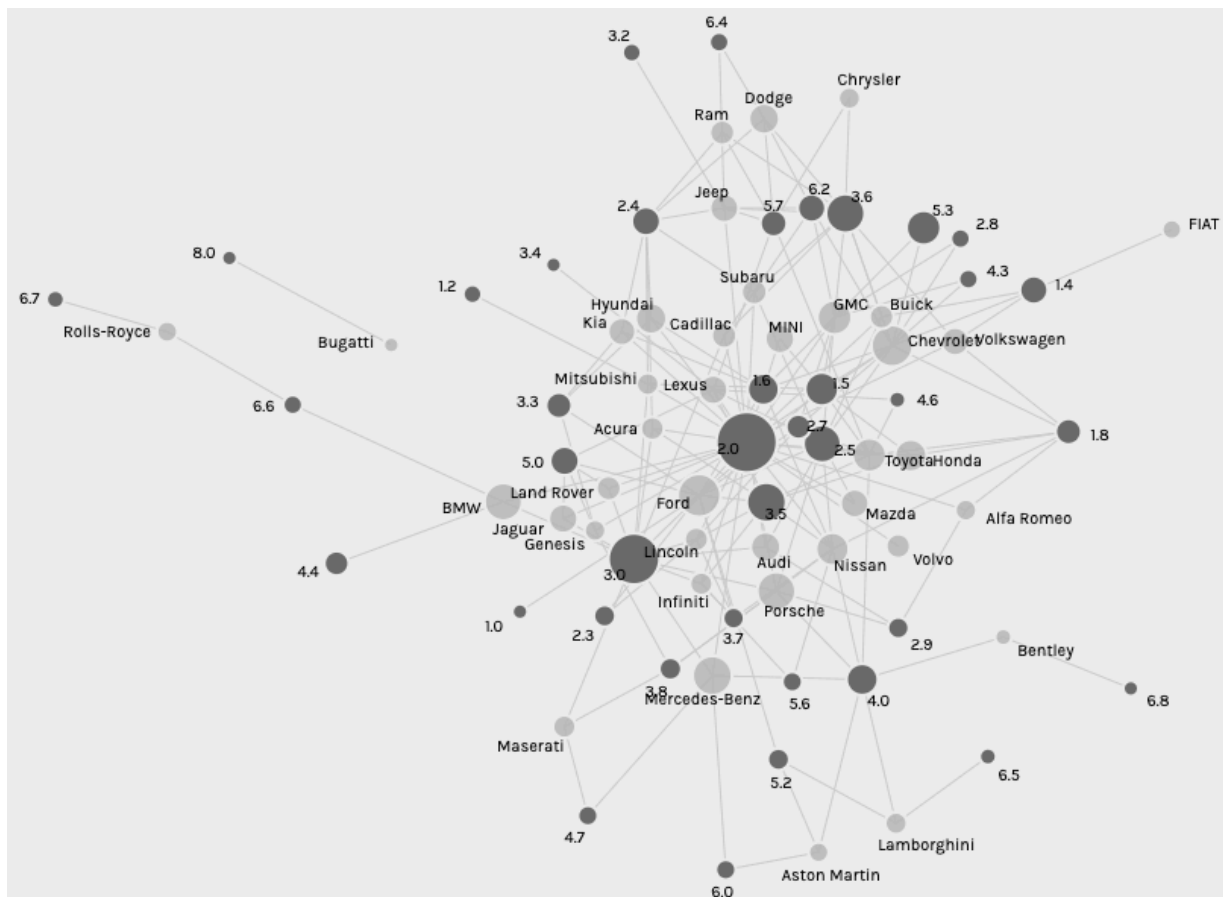 6.4
3.2
Chrysler
Dodge
Ram
6.2
Jeep
3.6
2.4
5.7
5.3
2.8
FIAT
8.0
3.4
4.3
Subaru
1.4
1.2
6.7
Hyundai
GMC
Buick
Kia
Cadillac
MINI
Rolls-Royce
Bugatti
Chevrolet
Volkswagen
Mitsubishi
Lexus
1.6
1.5
4.6
3.3
6.6
Acura
2.7
1.8
2.0
2.5
5.0
Toyota
Honda
Land Rover
Ford
BMW
3.5
Mazda
Alfa Romeo
Jaguar
Genesis
Lincoln
Audi
Nissan
Volvo
4.4
3.0
Infiniti
Porsche
1.0
2.3
3.7
2.9
Bentley
3.8
Mercedes-Benz
5.6
4.0
6.8
Maserati
5.2
6.5
4.7
Lamborghini
Aston Martin
6.0